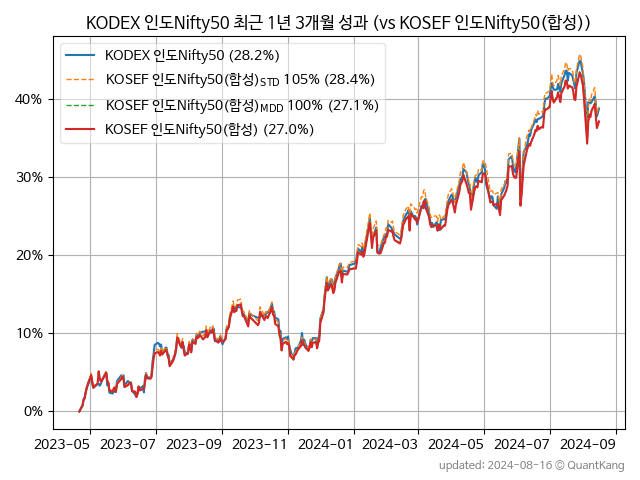 KODEX 인도Nifty50 최근 1년 3개월 성과 (vs KOSEF 인도Nifty50(합성))
KODEX 인도Nifty50 (28.2%)
KOSEF 인도Nifty50(합성)STD 105% (28.4%)
KOSEF 인도Nifty50(합성)MDD 100% (27.1%)
KOSEF 인도Nifty50(합성) (27.0%)
40%
30%
20%
10%
0%
2023-05 2023-07 2023-09 2023-11 2024-01 2024-03 2024-05 2024-07 2024-09
updated: 2024-08-16 © QuantKang